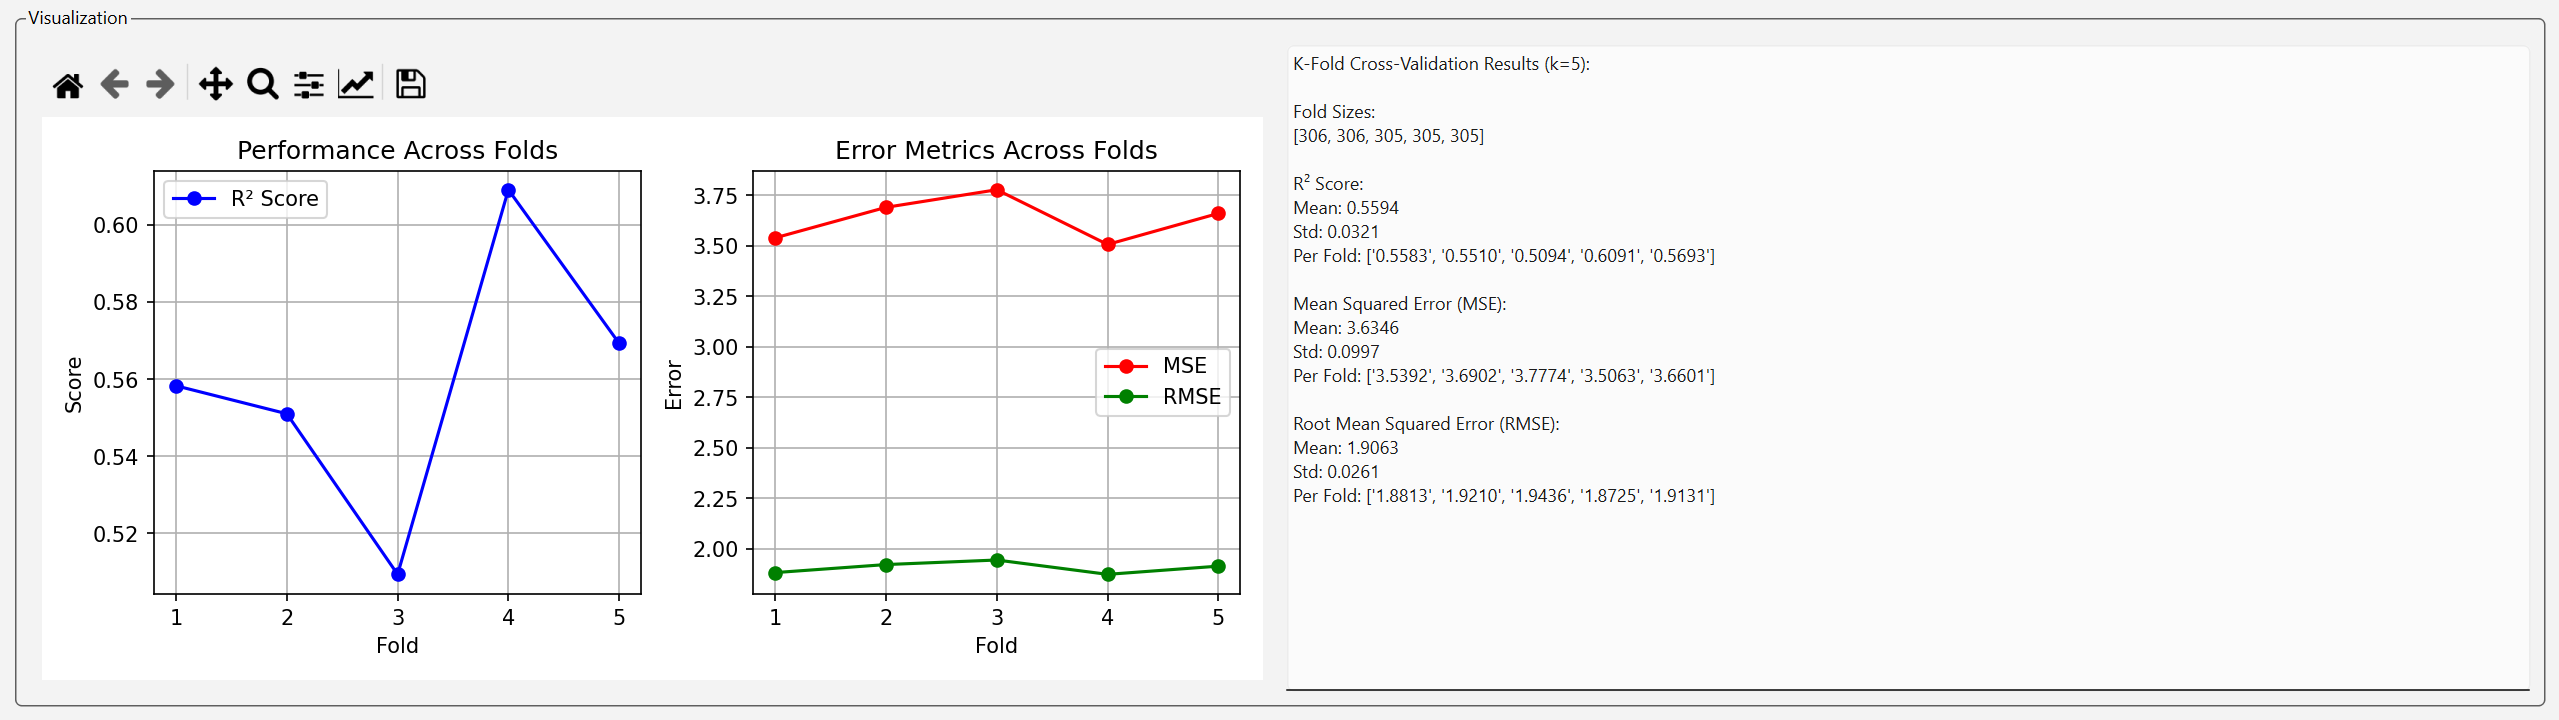 Visualization
Performance Across Folds
R² Score
0.60
0.58
0.56
0.54
0.52
Score
1 2 3 4 5
Fold
Error Metrics Across Folds
3.75
3.50
3.25
3.00
2.75
2.50
2.25
2.00
Error
MSE
RMSE
1 2 3 4 5
Fold
K-Fold Cross-Validation Results (k=5):
Fold Sizes:
[306, 306, 305, 305, 305]
R² Score:
Mean: 0.5594
Std: 0.0321
Per Fold: ['0.5583', '0.5510', '0.5094', '0.6091', '0.5693']
Mean Squared Error (MSE):
Mean: 3.6346
Std: 0.0997
Per Fold: ['3.5392', '3.6902', '3.7774', '3.5063', '3.6601']
Root Mean Squared Error (RMSE):
Mean: 1.9063
Std: 0.0261
Per Fold: ['1.8813', '1.9210', '1.9436', '1.8725', '1.9131']